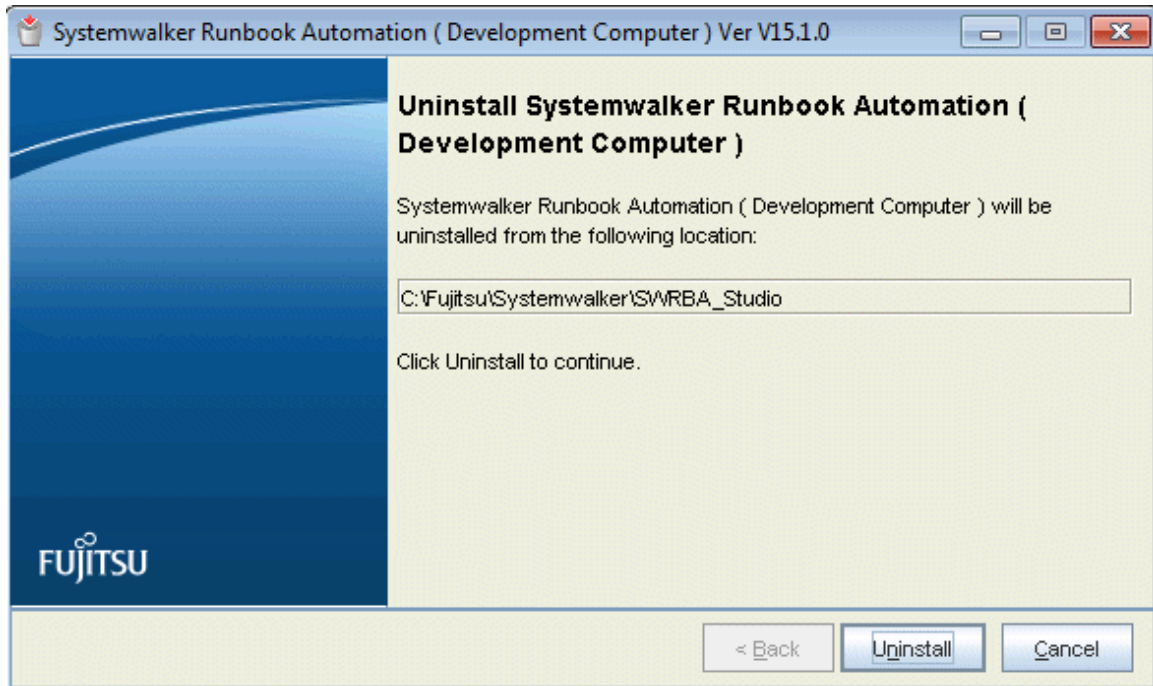 Systemwalker Runbook Automation ( Development Computer ) Ver V15.1.0
Uninstall Systemwalker Runbook Automation (
Development Computer )
Systemwalker Runbook Automation ( Development Computer ) will be
uninstalled from the following location:
C:\Fujitsu\Systemwalker\SWRBA_Studio
Click Uninstall to continue.
FUJITSU
< Back
Uninstall
Cancel